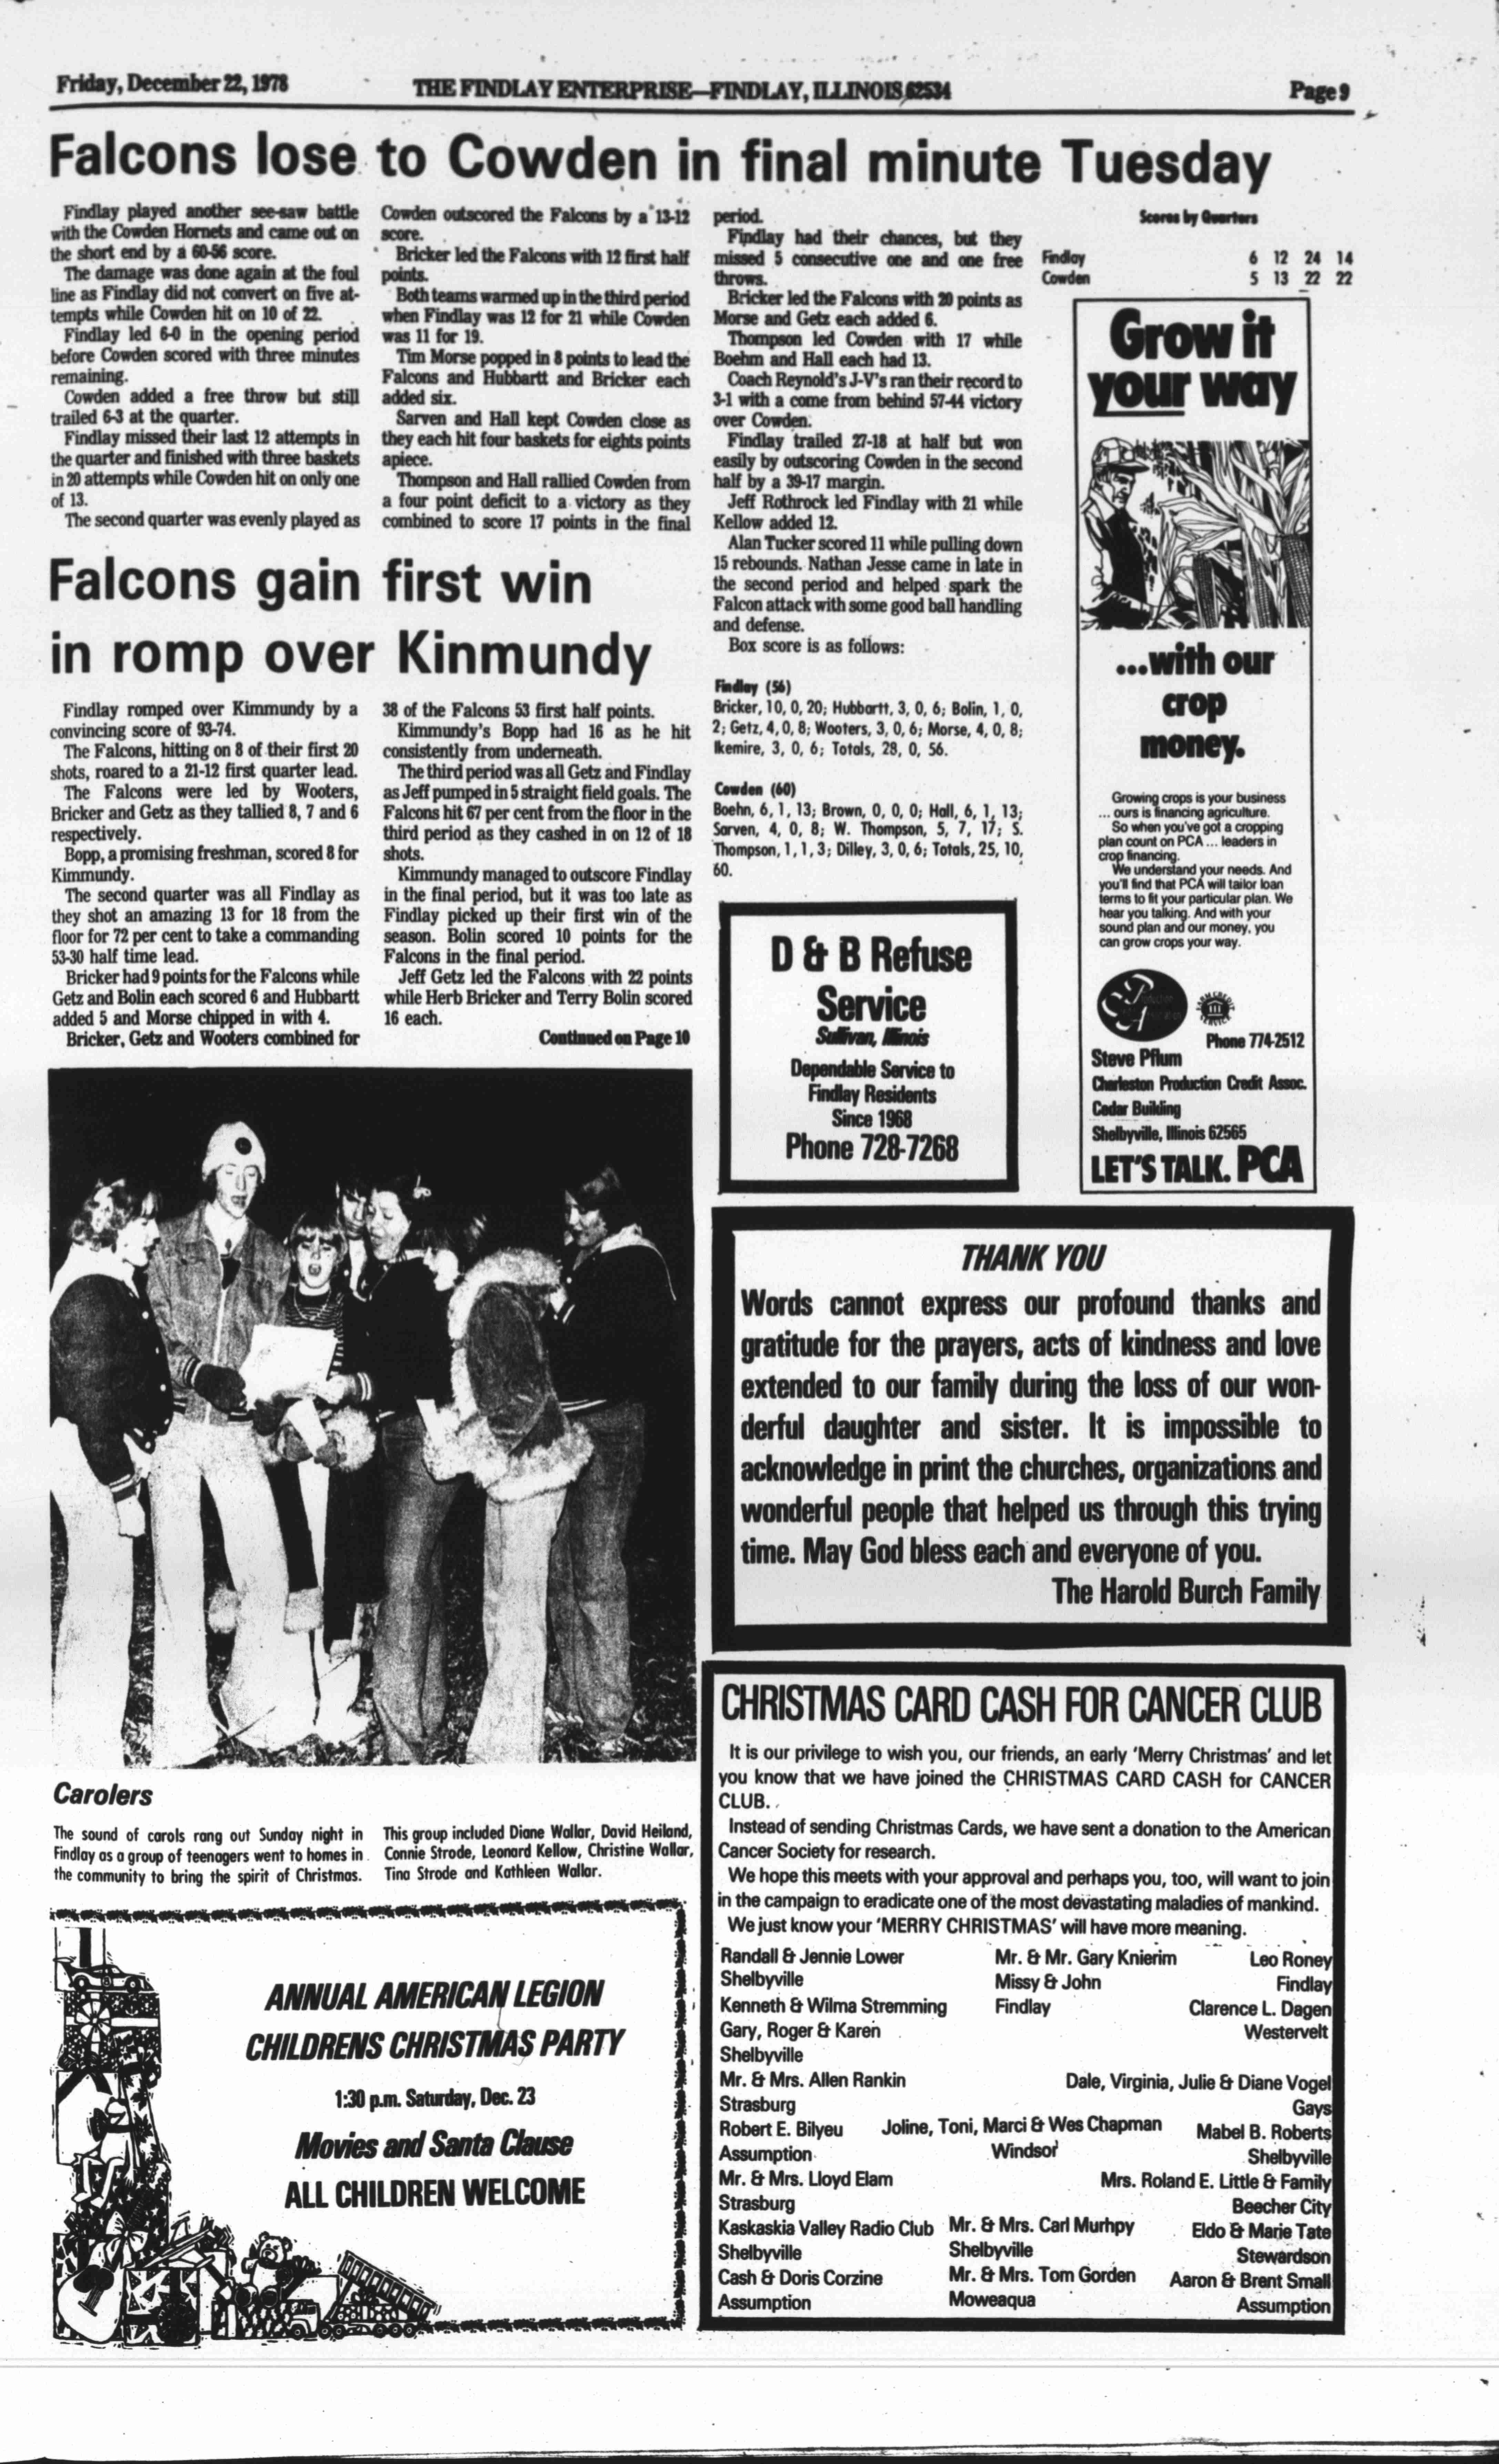 Friday, December 22, 1978
THE FINDLAY ENTERPRISE—FINDLAY, ILLINOIS 62534
Page 9
Falcons lose to Cowden in final minute Tuesday
Findlay played another see-saw battle
with the Cowden Hornets and came out on
the short end by a 60-56 score.
The damage was done again at the foul
line as Findlay did not convert on five at-
tempts while Cowden hit on 10 of 22.
Findlay led 6-0 in the opening period
before Cowden scored with three minutes
remaining.
Cowden added a free throw but still
trailed 6-3 at the quarter.
Findlay missed their last 12 attempts in
the quarter and finished with three baskets
in 20 attempts while Cowden hit on only one
of 13.
The second quarter was evenly played as
Cowden outscored the Falcons by a 13-12
score.
Bricker led the Falcons with 12 first half
points.
Both teams warmed up in the third period
when Findlay was 12 for 21 while Cowden
was 11 for 19.
Tim Morse popped in 8 points to lead the
Falcons and Hubbartt and Bricker each
added six.
Sarven and Hall kept Cowden close as
they each hit four baskets for eights points
apiece.
Thompson and Hall rallied Cowden from
a four point deficit to a victory as they
combined to score 17 points in the final
period.
Findlay had their chances, but they
missed 5 consecutive one and one free
throws.
Bricker led the Falcons with 20 points as
Morse and Getz each added 6.
Thompson led Cowden with 17 while
Boehm and Hall each had 13.
Coach Reynold's J-V's ran their record to
3-1 with a come from behind 57-44 victory
over Cowden.
Findlay trailed 27-18 at half but won
easily by outscoring Cowden in the second
half by a 39-17 margin.
Jeff Rothrock led Findlay with 21 while
Kellow added 12.
Alan Tucker scored 11 while pulling down
15 rebounds. Nathan Jesse came in late in
the second period and helped spark the
Falcon attack with some good ball handling
and defense.
Box score is as follows:
Findlay (56)
Bricker, 10, 0, 20; Hubbartt, 3, 0, 6; Bolin, 1, 0,
2; Getz, 4, 0, 8; Wooters, 3, 0, 6; Morse, 4, 0, 8;
Ikemire, 3, 0, 6; Totals, 28, 0, 56.
Cowden (60)
Boehn, 6, 1, 13; Brown, 0, 0, 0; Hall, 6, 1, 13;
Sarven, 4, 0, 8; W. Thompson, 5, 7, 17; S.
Thompson, 1, 1, 3; Dilley, 3, 0, 6; Totals, 25, 10,
60.
Scores by Quarters
Findlay 6 12 24 14
Cowden 5 13 22 22
Falcons gain first win
in romp over Kinmundy
Findlay romped over Kimmundy by a
convincing score of 93-74.
The Falcons, hitting on 8 of their first 20
shots, roared to a 21-12 first quarter lead.
The Falcons were led by Wooters,
Bricker and Getz as they tallied 8, 7 and 6
respectively.
Bopp, a promising freshman, scored 8 for
Kimmundy.
The second quarter was all Findlay as
they shot an amazing 13 for 18 from the
floor for 72 per cent to take a commanding
53-30 half time lead.
Bricker had 9 points for the Falcons while
Getz and Bolin each scored 6 and Hubbartt
added 5 and Morse chipped in with 4.
Bricker, Getz and Wooters combined for
38 of the Falcons 53 first half points.
Kimmundy's Bopp had 16 as he hit
consistently from underneath.
The third period was all Getz and Findlay
as Jeff pumped in 5 straight field goals. The
Falcons hit 67 per cent from the floor in the
third period as they cashed in on 12 of 18
shots.
Kimmundy managed to outscore Findlay
in the final period, but it was too late as
Findlay picked up their first win of the
season. Bolin scored 10 points for the
Falcons in the final period.
Jeff Getz led the Falcons with 22 points
while Herb Bricker and Terry Bolin scored
16 each.
Continued on Page 10
D & B Refuse
Service
Sullivan, Illinois
Dependable Service to
Findlay Residents
Since 1968
Phone 728-7268
Grow it
your way
...with our
crop
money.
Growing crops is your business
... ours is financing agriculture.
So when you've got a cropping
plan count on PCA ... leaders in
crop financing.
We understand your needs. And
you'll find that PCA will tailor loan
terms to fit your particular plan. We
hear you talking. And with your
sound plan and our money, you
can grow crops your way.
Phone 774-2512
Steve Pflum
Charleston Production Credit Assoc.
Cedar Building
Shelbyville, Illinois 62565
LET'S TALK. PCA
THANK YOU
Words cannot express our profound thanks and
gratitude for the prayers, acts of kindness and love
extended to our family during the loss of our won-
derful daughter and sister. It is impossible to
acknowledge in print the churches, organizations and
wonderful people that helped us through this trying
time. May God bless each and everyone of you.
The Harold Burch Family
Carolers
The sound of carols rang out Sunday night in
Findlay as a group of teenagers went to homes in
the community to bring the spirit of Christmas.
This group included Diane Wallar, David Heiland,
Connie Strode, Leonard Kellow, Christine Wallar,
Tina Strode and Kathleen Wallar.
ANNUAL AMERICAN LEGION
CHILDRENS CHRISTMAS PARTY
1:30 p.m. Saturday, Dec. 23
Movies and Santa Clause
ALL CHILDREN WELCOME
CHRISTMAS CARD CASH FOR CANCER CLUB
It is our privilege to wish you, our friends, an early 'Merry Christmas' and let
you know that we have joined the CHRISTMAS CARD CASH for CANCER
CLUB.
Instead of sending Christmas Cards, we have sent a donation to the American
Cancer Society for research.
We hope this meets with your approval and perhaps you, too, will want to join
in the campaign to eradicate one of the most devastating maladies of mankind.
We just know your 'MERRY CHRISTMAS' will have more meaning.
Randall & Jennie Lower
Shelbyville
Kenneth & Wilma Stremming
Gary, Roger & Karen
Shelbyville
Mr. & Mrs. Allen Rankin
Strasburg
Robert E. Bilyeu
Assumption
Mr. & Mrs. Lloyd Elam
Strasburg
Kaskaskia Valley Radio Club
Shelbyville
Cash & Doris Corzine
Assumption
Mr. & Mr. Gary Knierim
Missy & John
Findlay
Joline, Toni, Marci & Wes Chapman
Windsor
Mr. & Mrs. Carl Murhpy
Shelbyville
Mr. & Mrs. Tom Gorden
Moweaqua
Leo Roney
Findlay
Clarence L. Dagen
Westervelt
Dale, Virginia, Julie & Diane Vogel
Gays
Mabel B. Roberts
Shelbyville
Mrs. Roland E. Little & Family
Beecher City
Eldo & Marie Tate
Stewardson
Aaron & Brent Small
Assumption